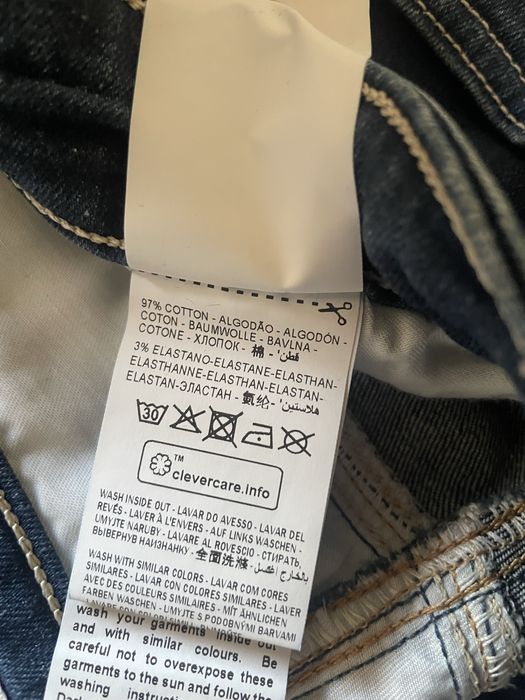 97% COTTON - ALGODÃO - ALGODÓN -
COTON - BAUMWOLLE - BAVLNA -
COTONE - ХЛОПОК - 棉 - قطن'
3% ELASTANO-ELASTANE-ELASTHAN-
ELASTHANNE-ELASTHAN-ELASTAN-
ELASTAN-ЭЛАСТАН - 氨纶 -
30
TM
clevercare.info
WASH INSIDE OUT - LAVAR DO AVESSO - LAVAR DEL
REVÉS - LAVER À L'ENVERS - AUF LINKS WASCHEN -
UMYJTE NARUBY - LAVARE AL ROVESCIO - СТИРАТЬ,
ВЫВЕРНУВ НАИЗНАНКУ - 全面洗涤 -
WASH WITH SIMILAR COLORS - LAVAR COM CORES
SIMILARES - LAVAR CON COLORES SIMILARES - LAVER
AVEC DES COULEURS SIMILAIRES - MIT ÄHNLICHEN
FARBEN WASCHEN - UMYJTE S PODOBNÝMI BARVAMI
wash your garments inside out
and with similar colours. Be
careful not to overexpose these
garments to the sun and follow the
washing